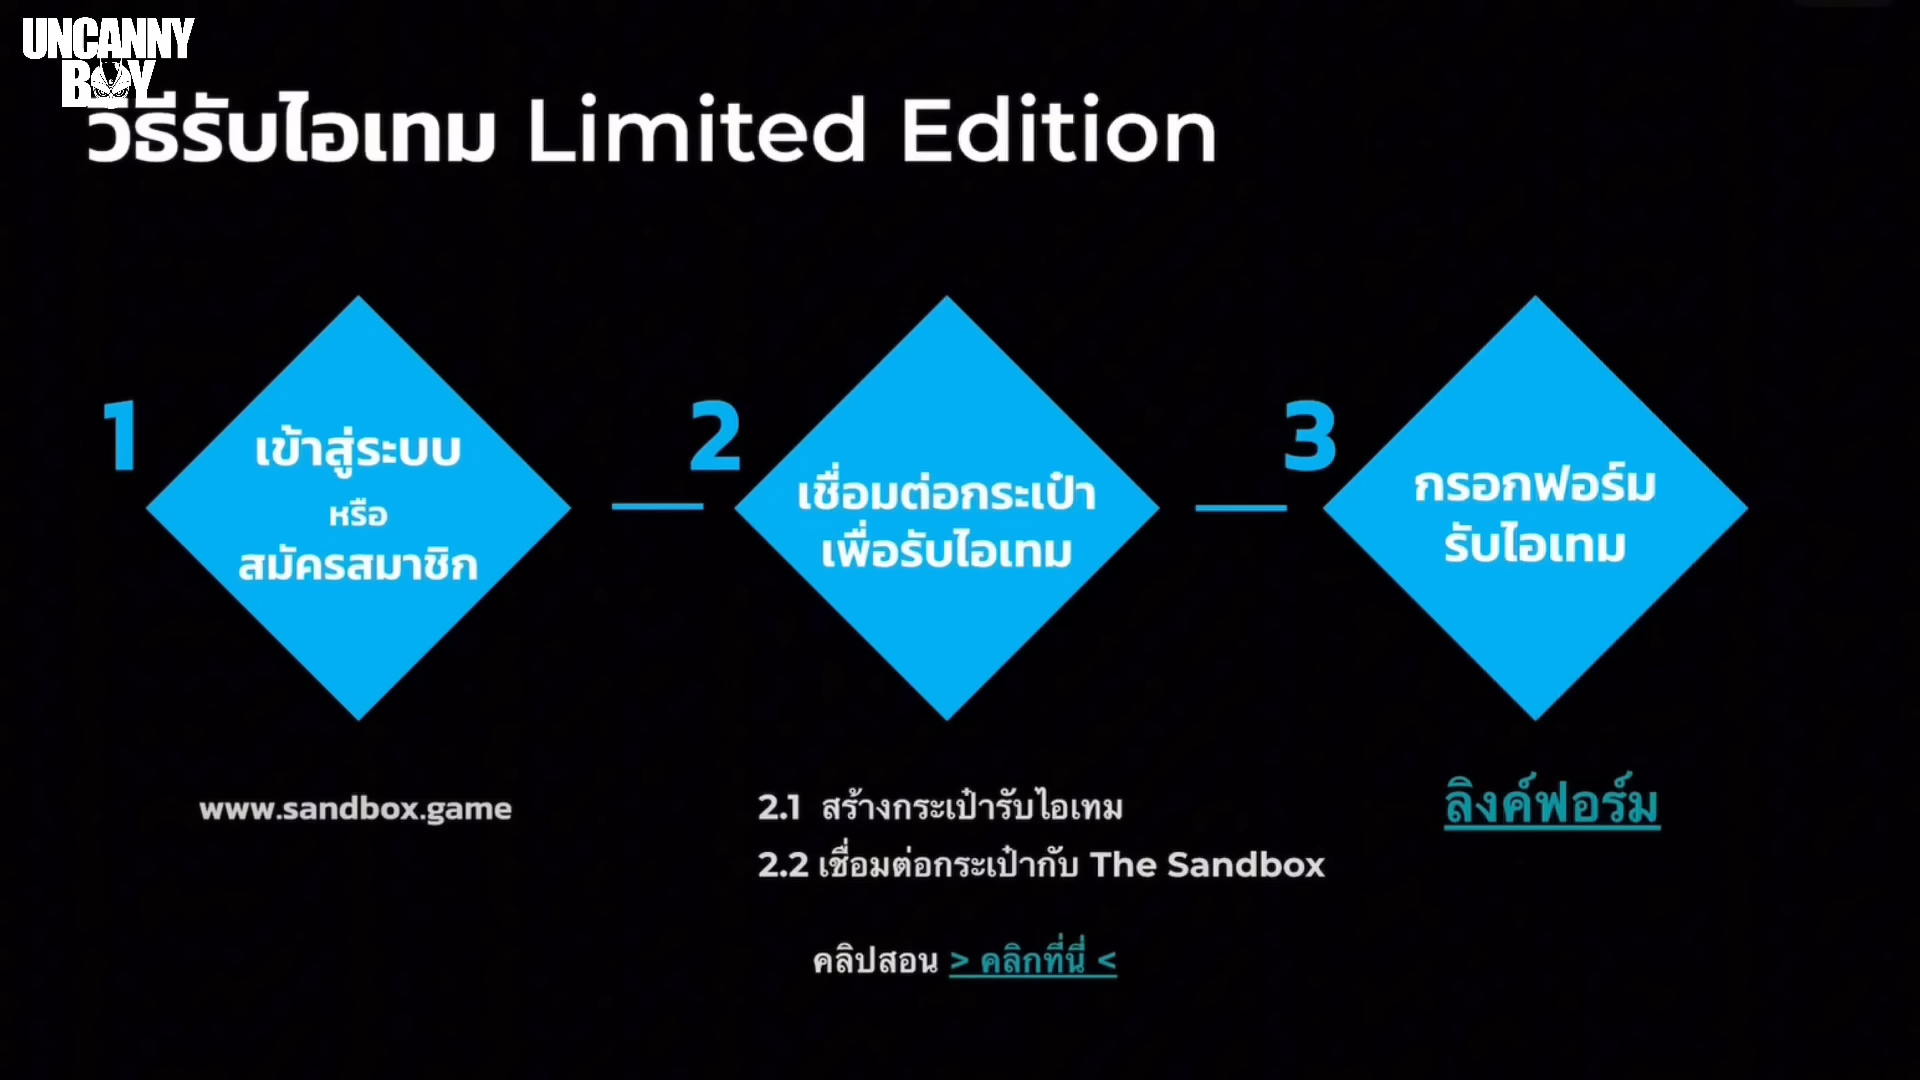 UNCANNY
BOY
วิธีรับไอเทม Limited Edition
1
เข้าสู่ระบบ
หรือ
สมัครสมาชิก
www.sandbox.game
2
เชื่อมต่อกระเป๋า
เพื่อรับไอเทม
2.1 สร้างกระเป๋ารับไอเทม
2.2 เชื่อมต่อกระเป๋ากับ The Sandbox
คลิปสอน > คลิกที่นี่ <
3
กรอกฟอร์ม
รับไอเทม
ลิงค์ฟอร์ม